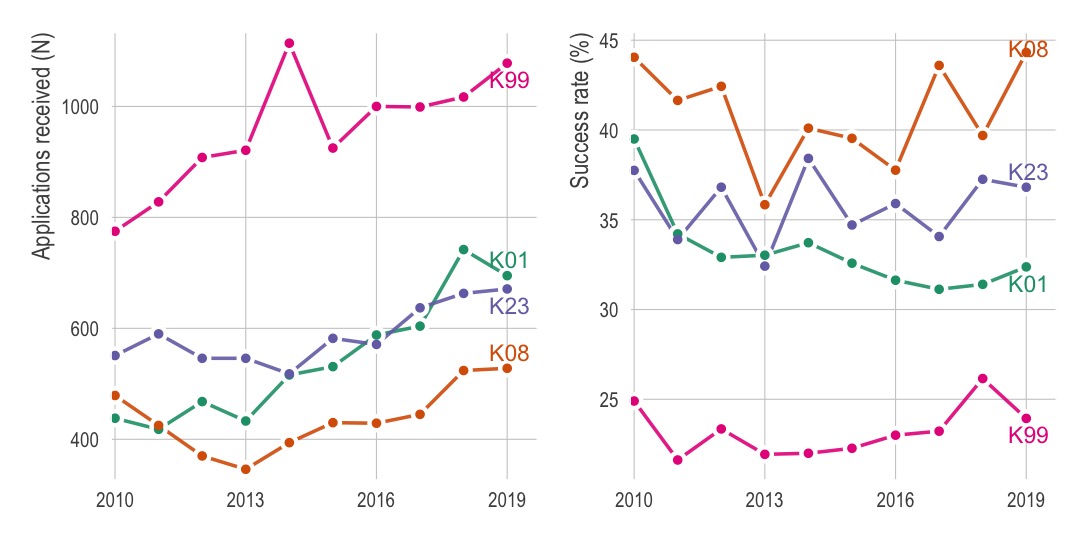 Applications received (N)
1000
800
600
400
K99
K01
K23
K08
2010
2013
2016
2019
Success rate (%)
45
40
35
30
25
K08
K23
K01
K99
2010
2013
2016
2019